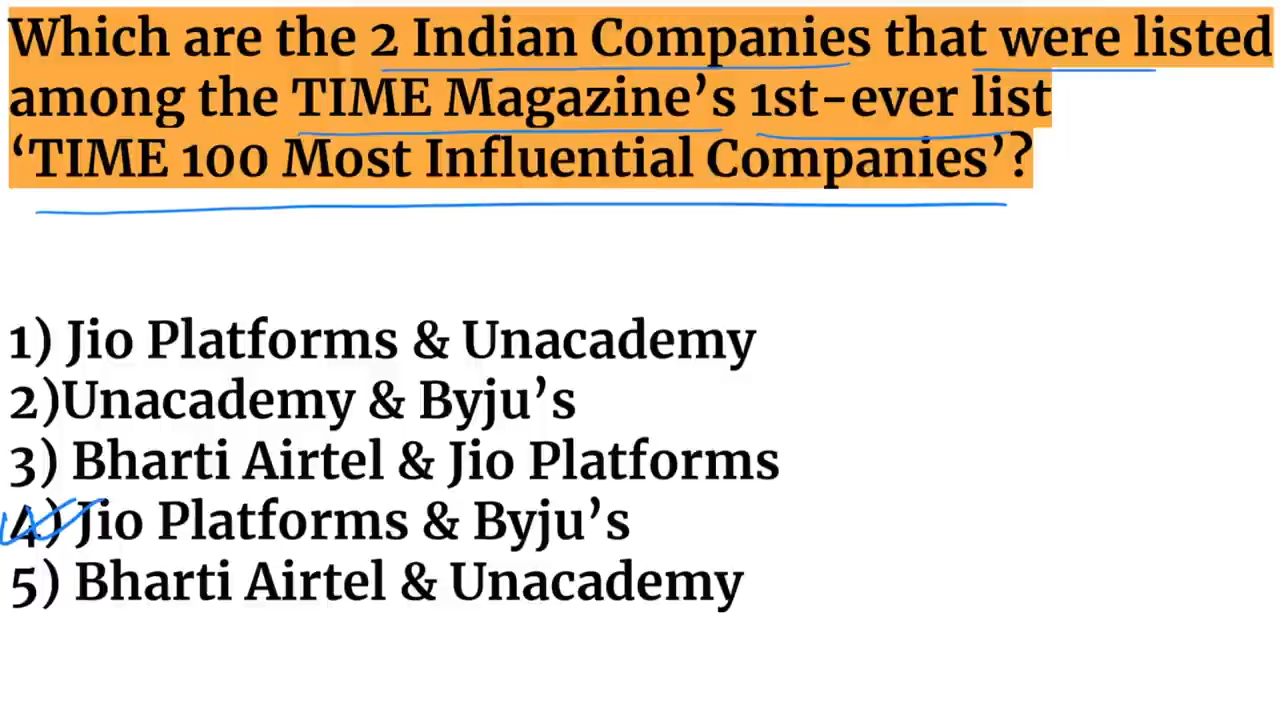 Which are the 2 Indian Companies that were listed
among the TIME Magazine’s 1st-ever list
‘TIME 100 Most Influential Companies’?
1) Jio Platforms & Unacademy
2)Unacademy & Byju’s
3) Bharti Airtel & Jio Platforms
4) Jio Platforms & Byju’s
5) Bharti Airtel & Unacademy